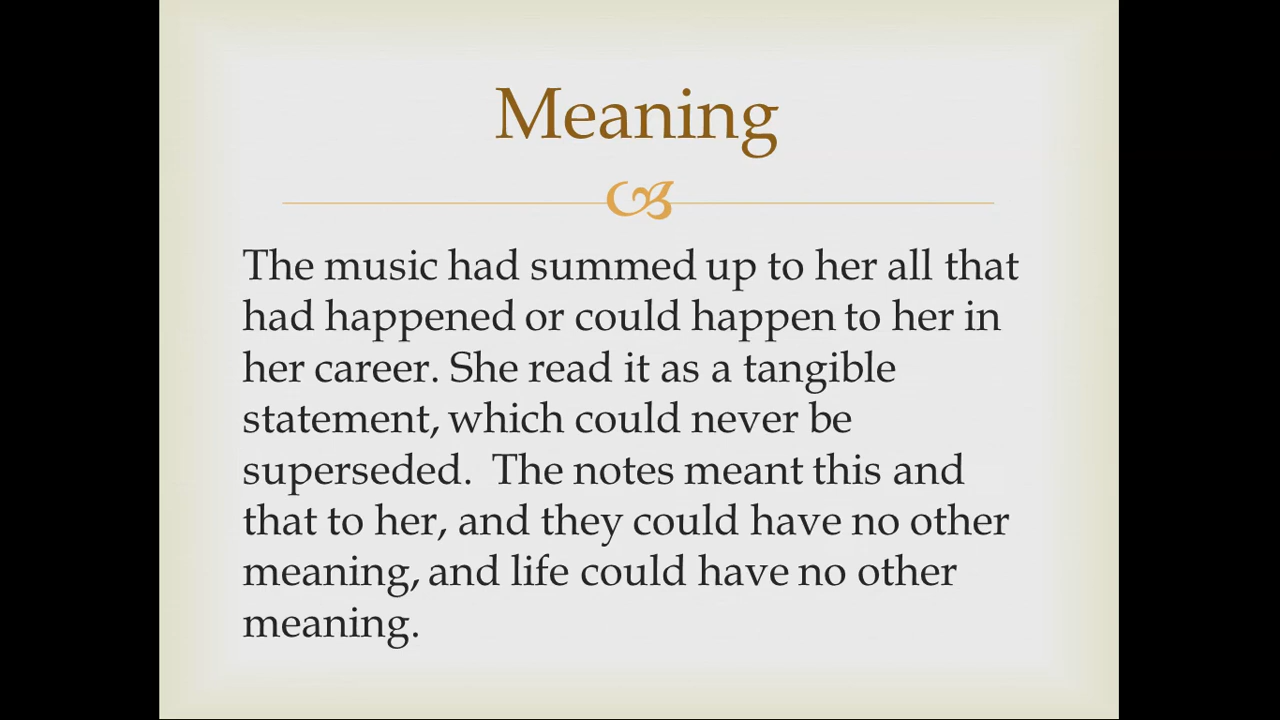 Meaning
The music had summed up to her all that
had happened or could happen to her in
her career. She read it as a tangible
statement, which could never be
superseded.  The notes meant this and
that to her, and they could have no other
meaning, and life could have no other
meaning.